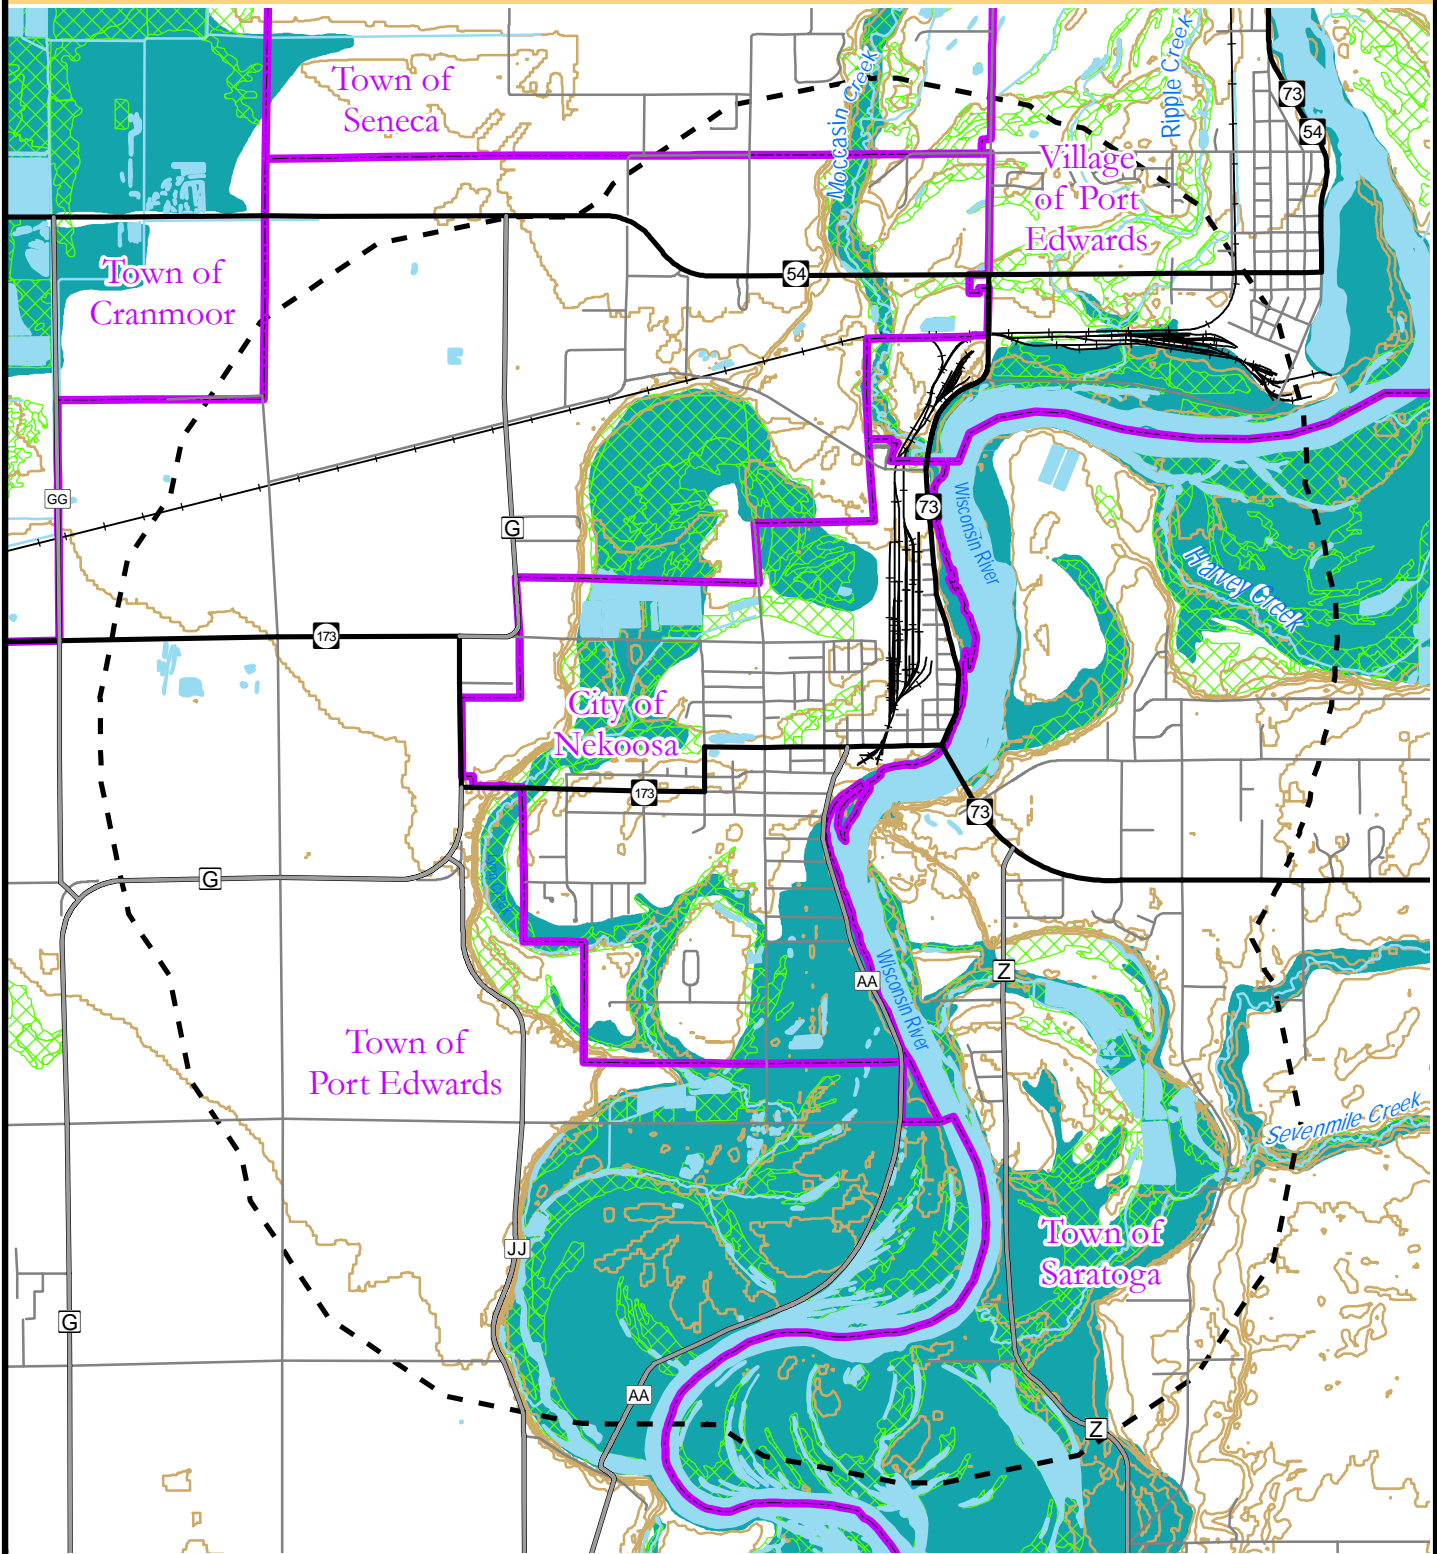 Town of
Seneca
Moccasin Creek
Ripple Creek
73
54
Village
of Port
Edwards
Town of
Cranmoor
54
GG
G
73
Wisconsin River
Harvey Creek
173
City of
Nekoosa
173
73
G
Wisconsin River
AA
Z
Town of
Port Edwards
Sevenmile Creek
JJ
Town of
Saratoga
G
AA
Z